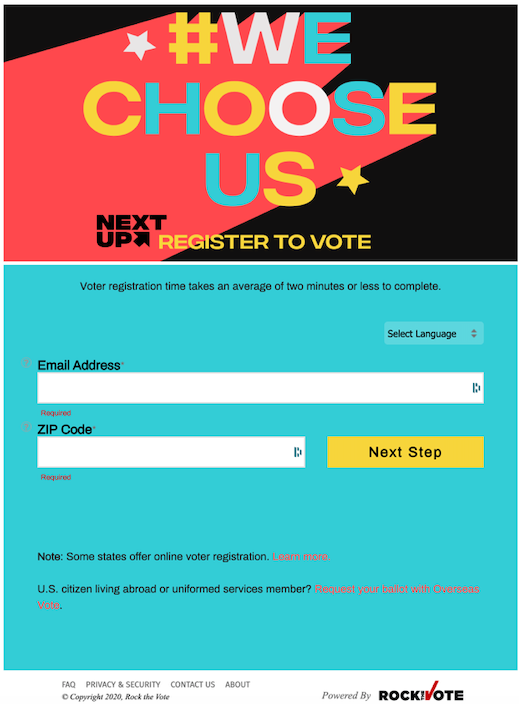 #WE
CHOOSE
US
NEXT
UP
REGISTER TO VOTE
Voter registration time takes an average of two minutes or less to complete.
Select Language
Email Address*
Required
ZIP Code*
Required
Next Step
Note: Some states offer online voter registration. Learn more.
U.S. citizen living abroad or uniformed services member? Request your ballot with Overseas
Vote.
FAQ PRIVACY & SECURITY CONTACT US ABOUT
© Copyright 2020, Rock the Vote
Powered By ROCK THE VOTE